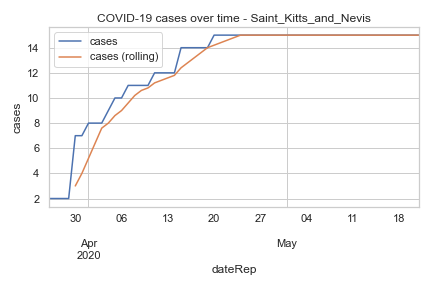 COVID-19 cases over time - Saint_Kitts_and_Nevis
cases
cases (rolling)
14
12
10
8
6
4
2
cases
30 06 13 20 27 04 11 18
Apr May
2020
dateRep